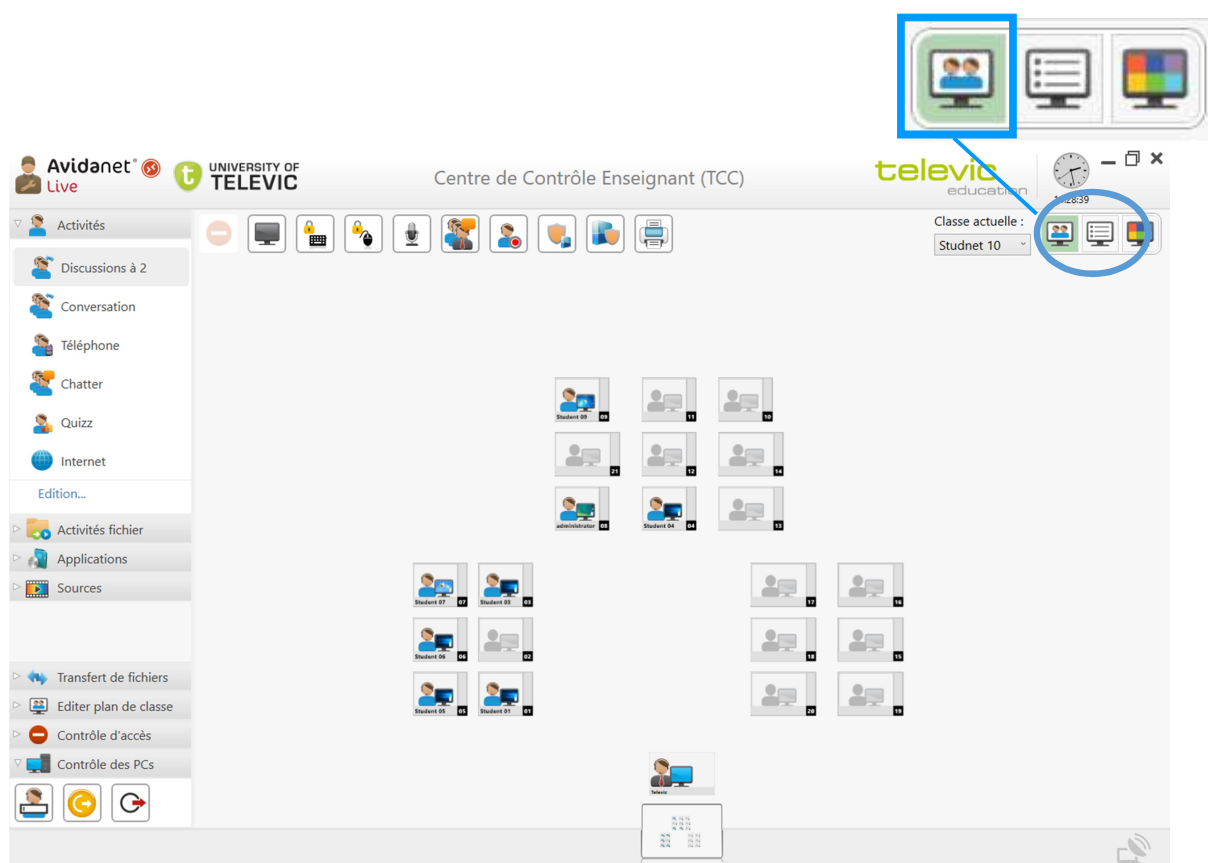 Avidanet®
Live
UNIVERSITY OF
TELEVIC
Centre de Contrôle Enseignant (TCC)
televic
education
:28:39
Activités
Classe actuelle :
Studnet 10
Discussions à 2
Conversation
Téléphone
Chatter
Quizz
Internet
Edition...
Activités fichier
Applications
Sources
Transfert de fichiers
Editer plan de classe
Contrôle d'accès
Contrôle des PCs
Student 09 09
11
10
21
12
14
administrator 08
Student 04 04
13
Student 07 07
Student 03 03
17
16
Student 06 06
02
18
15
Student 05 05
Student 01 01
20
19
Televic